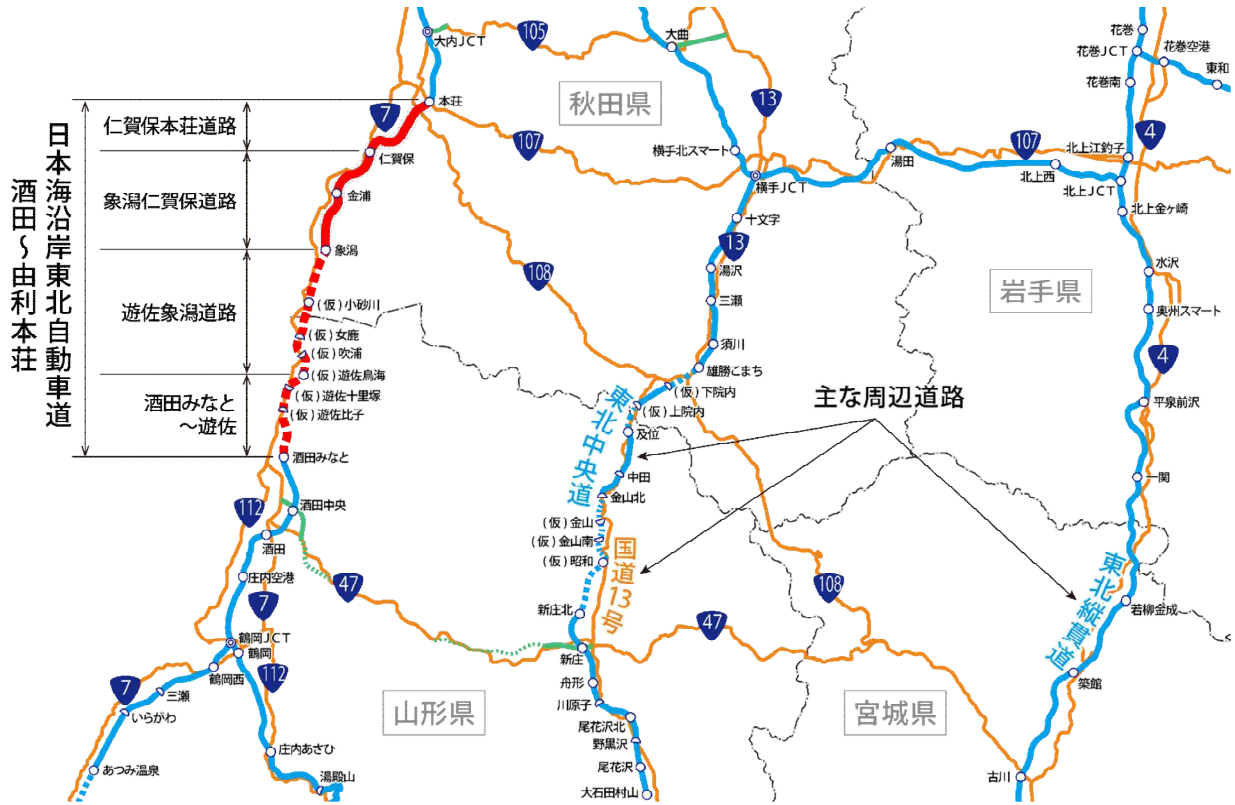 日本海沿岸東北自動車道
酒田～由利本荘
仁賀保本荘道路
象潟仁賀保道路
遊佐象潟道路
酒田みなと
～遊佐
大内JCT
本荘
仁賀保
金浦
象潟
(仮)小砂川
(仮)女鹿
(仮)吹浦
(仮)遊佐鳥海
(仮)遊佐十里塚
(仮)遊佐比子
酒田みなと
酒田中央
酒田
庄内空港
鶴岡JCT
鶴岡
鶴岡西
三瀬
いらがわ
あつみ温泉
庄内あさひ
湯殿山
7
105
107
108
112
7
47
112
7
秋田県
山形県
大曲
13
横手北スマート
横手JCT
十文字
13
湯沢
三瀬
須川
雄勝こまち
(仮)下院内
(仮)上院内
及位
中田
金山北
(仮)金山
(仮)金山南
(仮)昭和
新庄北
新庄
舟形
川原子
尾花沢北
野黒沢
尾花沢
大石田村山
東北中央道
国道13号
主な周辺道路
47
108
宮城県
岩手県
湯田
107
北上西
北上JCT
北上江釣子
4
花巻
花巻JCT
花巻空港
東和
花巻南
北上金ヶ崎
水沢
奥州スマート
4
平泉前沢
一関
若柳金成
築館
古川
東北縦貫道